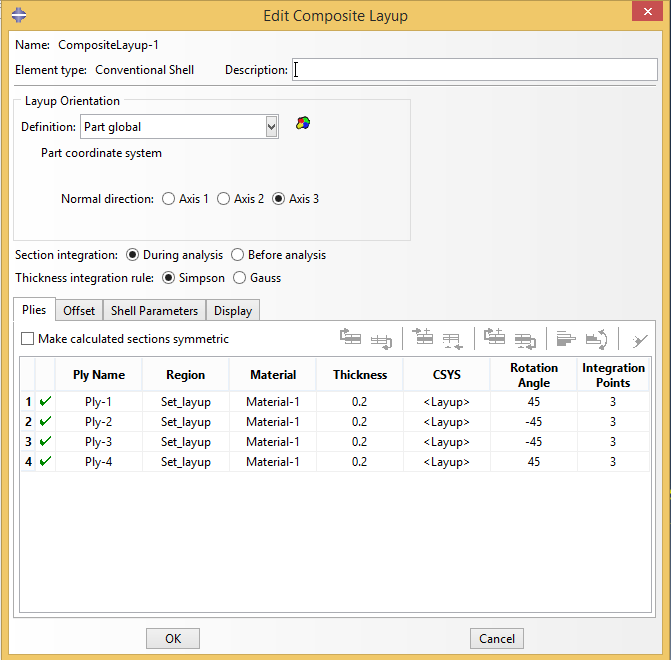 Edit Composite Layup
Name: CompositeLayup-1
Element type: Conventional Shell Description:
Layup Orientation
Definition: Part global
Part coordinate system
Normal direction: Axis 1 Axis 2 Axis 3
Section integration: During analysis Before analysis
Thickness integration rule: Simpson Gauss
Plies Offset Shell Parameters Display
Make calculated sections symmetric
Ply Name Region Material Thickness CSYS Rotation Angle Integration Points
1 Ply-1 Set_layup Material-1 0.2 <Layup> 45 3
2 Ply-2 Set_layup Material-1 0.2 <Layup> -45 3
3 Ply-3 Set_layup Material-1 0.2 <Layup> -45 3
4 Ply-4 Set_layup Material-1 0.2 <Layup> 45 3
OK Cancel